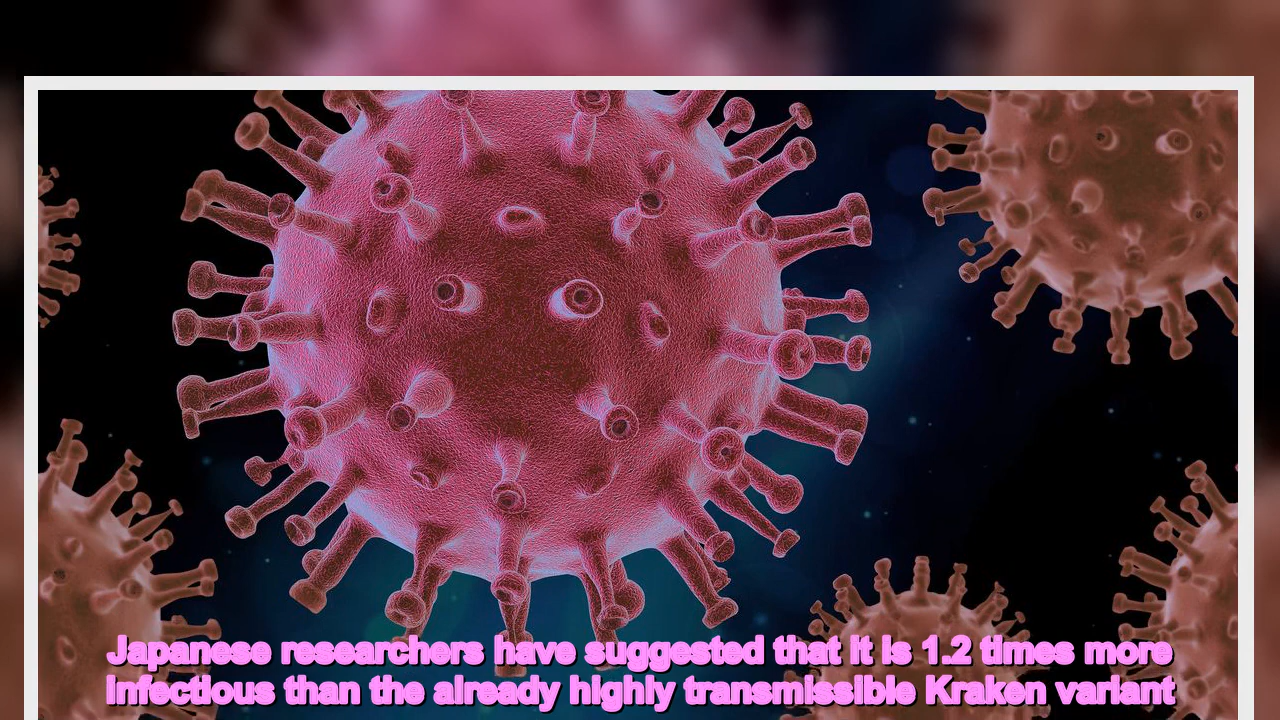 Japanese researchers have suggested that it is 1.2 times more
infectious than the already highly transmissible Kraken variant